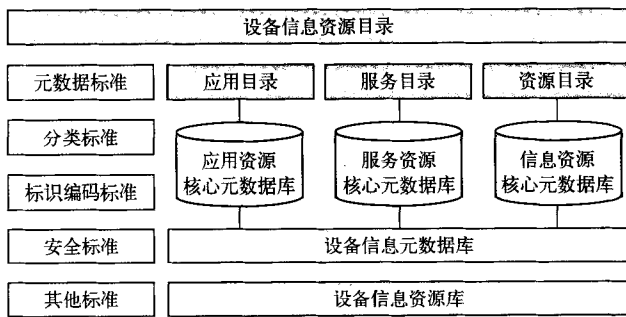 设备信息资源目录
元数据标准
应用目录
服务目录
资源目录
分类标准
应用资源
核心元数据库
服务资源
核心元数据库
信息资源
核心元数据库
标识编码标准
安全标准
设备信息元数据库
其他标准
设备信息资源库